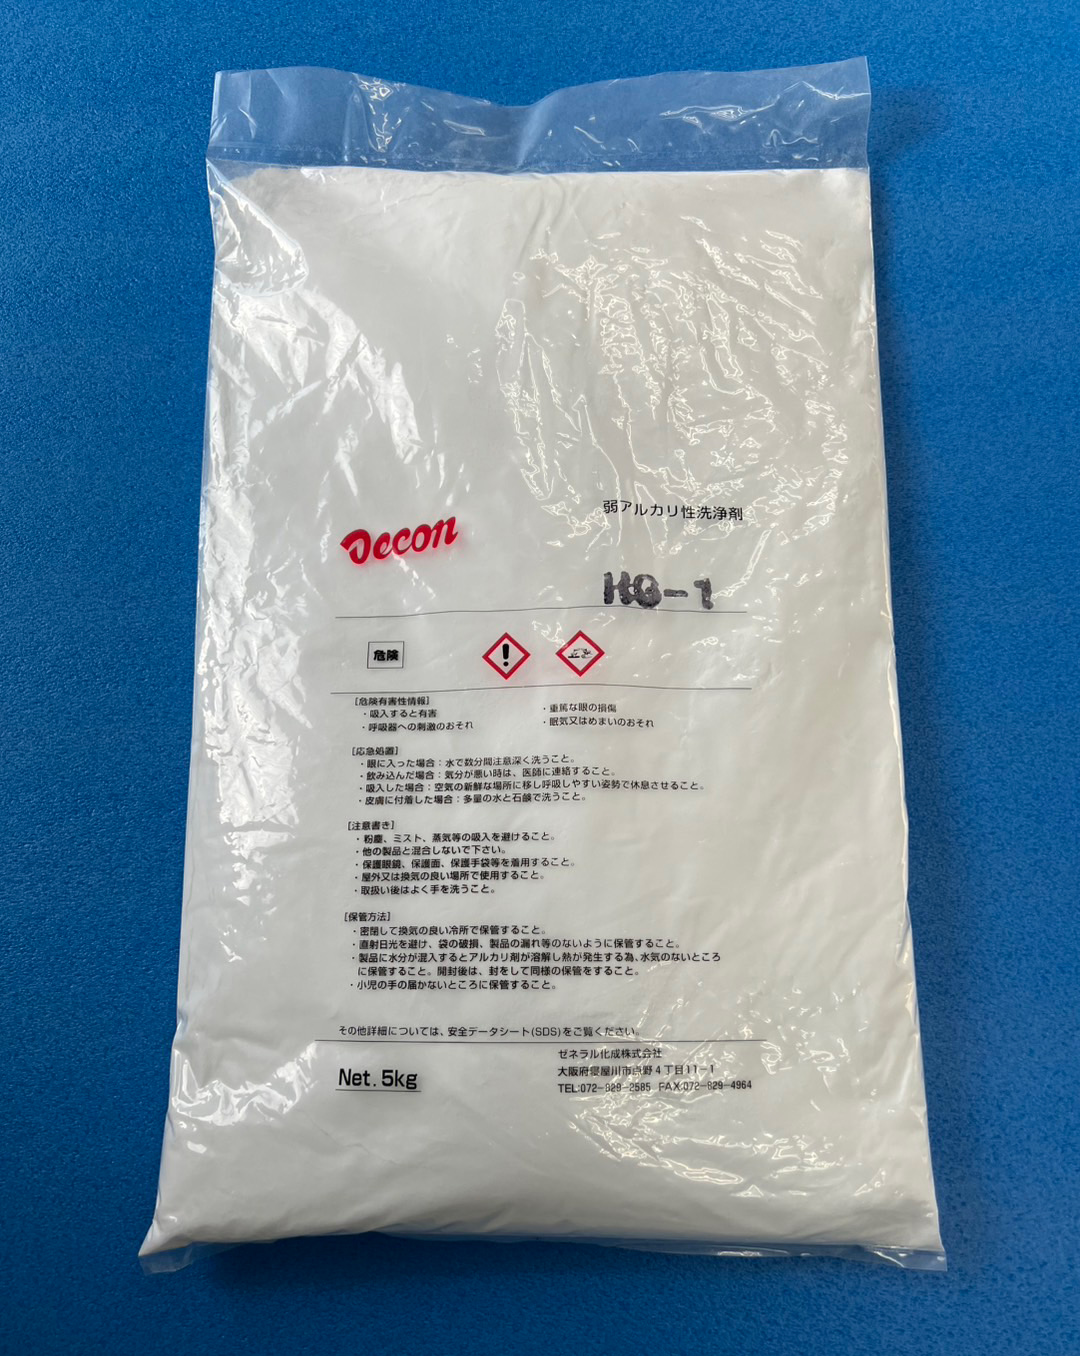 弱アルカリ性洗浄剤
Decon
HQ-1
危険
[危険有害性情報]
・吸入すると有害 ・重篤な眼の損傷
・呼吸器への刺激のおそれ ・眠気又はめまいのおそれ
[応急処置]
・眼に入った場合：水で数分間注意深く洗うこと。
・飲み込んだ場合：気分が悪い時は、医師に連絡すること。
・吸入した場合：空気の新鮮な場所に移し呼吸しやすい姿勢で休息させること。
・皮膚に付着した場合：多量の水と石鹸で洗うこと。
[注意書き]
・粉塵、ミスト、蒸気等の吸入を避けること。
・他の製品と混合しないで下さい。
・保護眼鏡、保護面、保護手袋等を着用すること。
・屋外又は換気の良い場所で使用すること。
・取扱い後はよく手を洗うこと。
[保管方法]
・密閉して換気の良い冷所で保管すること。
・直射日光を避け、袋の破損、製品の漏れ等のないように保管すること。
・製品に水分が混入するとアルカリ剤が溶解し熱が発生する為、水気のないところ
に保管すること。開封後は、封をして同様の保管をすること。
・小児の手の届かないところに保管すること。
その他詳細については、安全データシート(SDS)をご覧ください。
Net. 5kg
ゼネラル化成株式会社
大阪府寝屋川市点野4丁目11-1
TEL:072-829-2585 FAX:072-829-4964